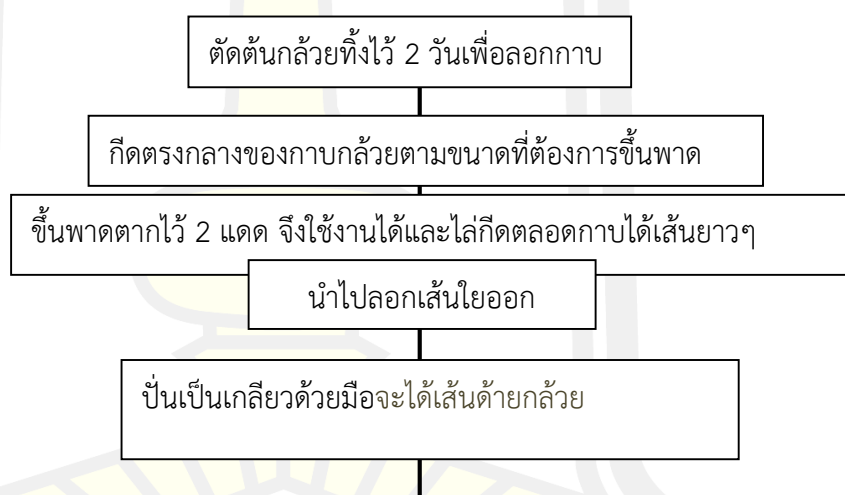 ตัดต้นกล้วยทิ้งไว้ 2 วันเพื่อลอกกาบ
กีดตรงกลางของกาบกล้วยตามขนาดที่ต้องการขึ้นพาด
ขึ้นพาดตากไว้ 2 แดด จึงใช้งานได้และไล่กีดตลอดกาบได้เส้นยาวๆ
นำไปลอกเส้นใยออก
ปั่นเป็นเกลียวด้วยมือจะได้เส้นด้ายกล้วย